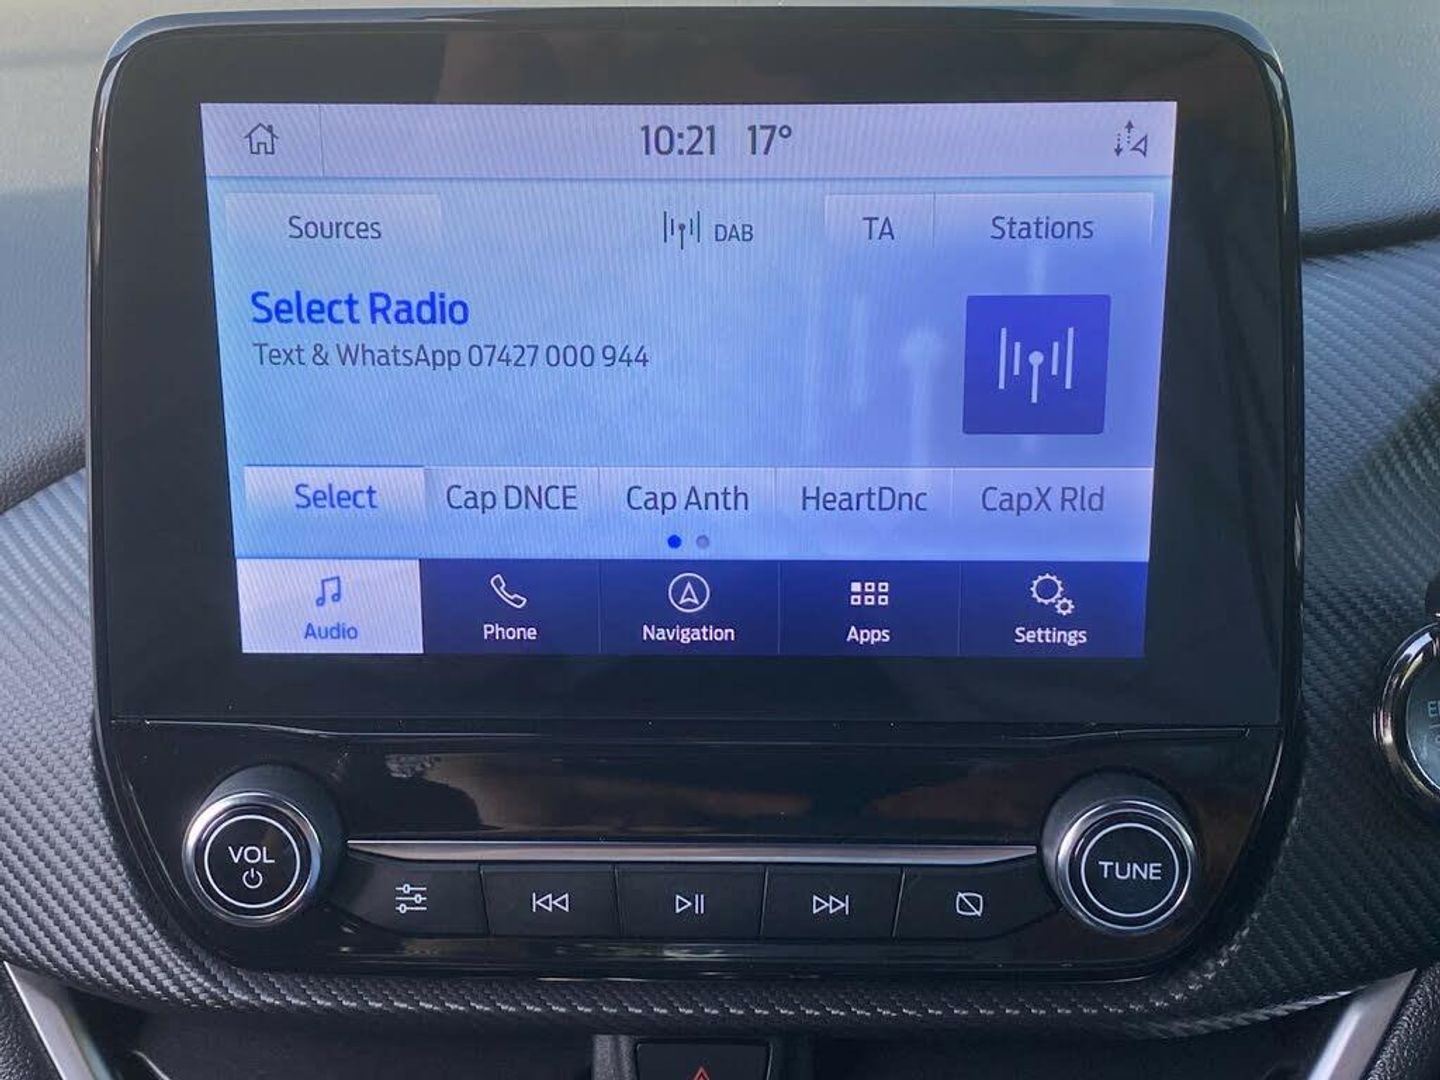 10:21 17°
Sources DAB TA Stations
Select Radio
Text & WhatsApp 07427 000 944
Select Cap DNCE Cap Anth HeartDnc CapX Rld
Audio Phone Navigation Apps Settings
VOL TUNE